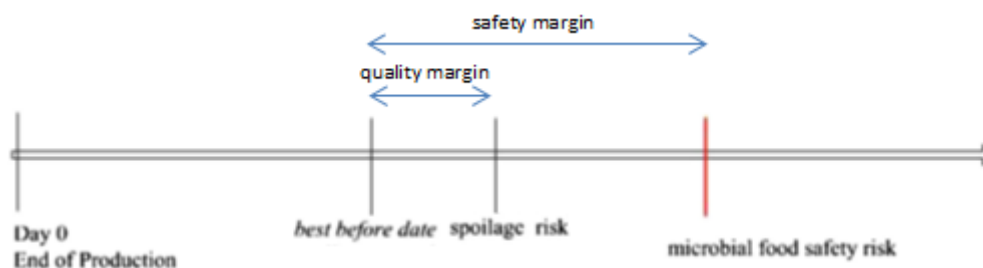 safety margin
quality margin
best before date spoilage risk
Day 0
End of Production
microbial food safety risk